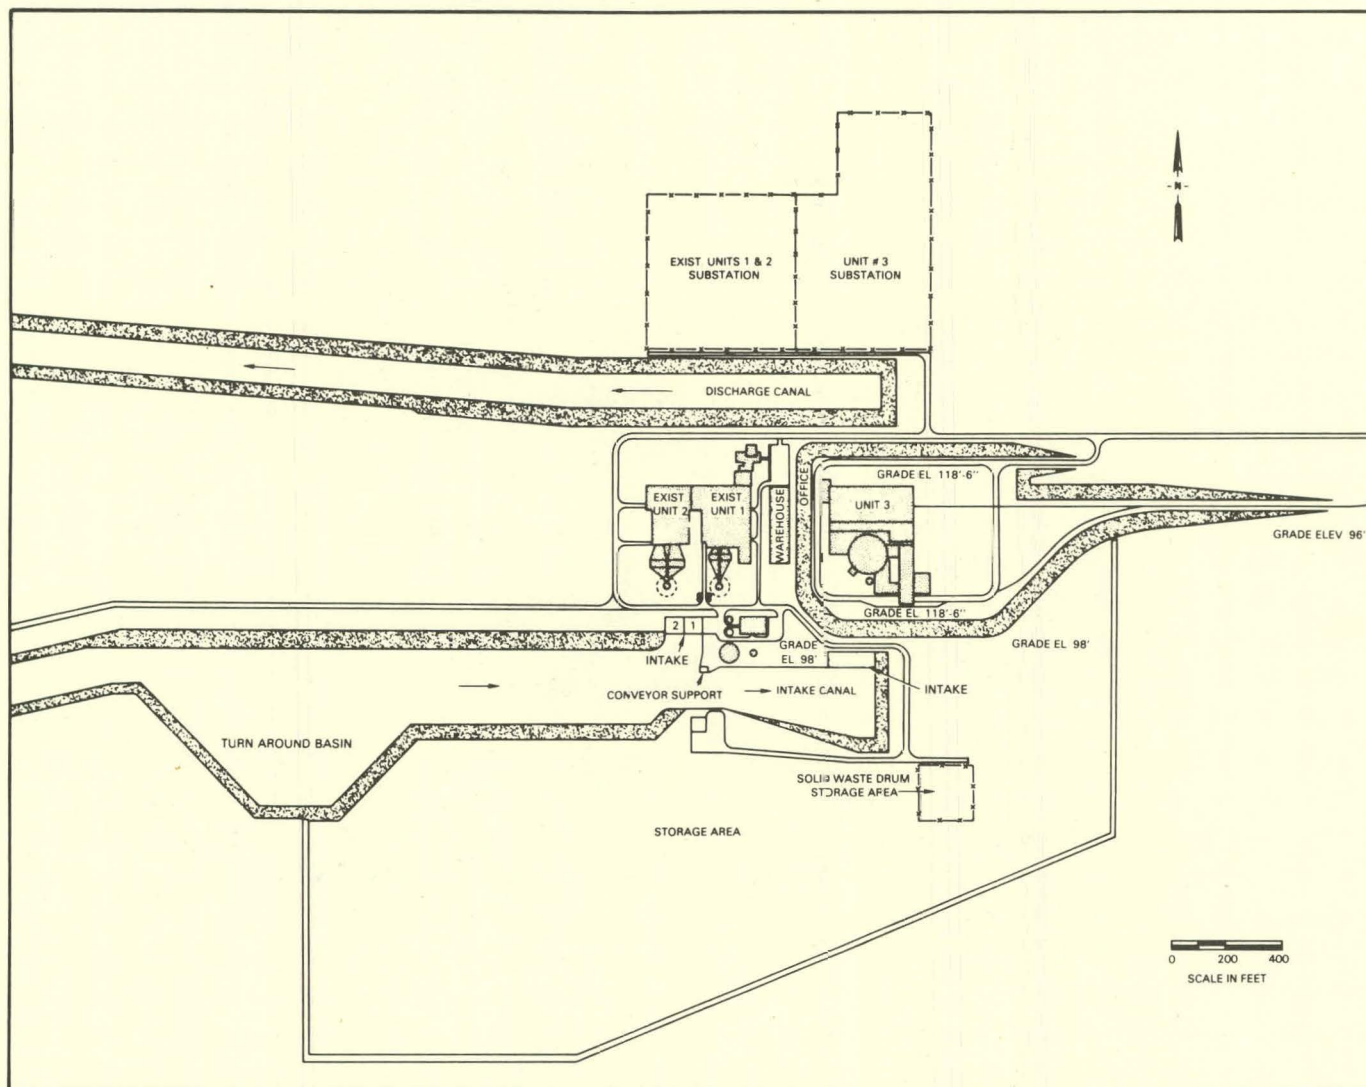 N
EXIST UNITS 1 & 2
SUBSTATION
UNIT # 3
SUBSTATION
DISCHARGE CANAL
GRADE EL 118'-6"
OFFICE
EXIST
UNIT 2
EXIST
UNIT 1
WAREHOUSE
UNIT 3
GRADE ELEV 96'
GRADE EL 118'-6"
GRADE EL 98'
2 1
INTAKE
GRADE
EL 98'
CONVEYOR SUPPORT
INTAKE CANAL
INTAKE
TURN AROUND BASIN
SOLID WASTE DRUM
STORAGE AREA
STORAGE AREA
0 200 400
SCALE IN FEET